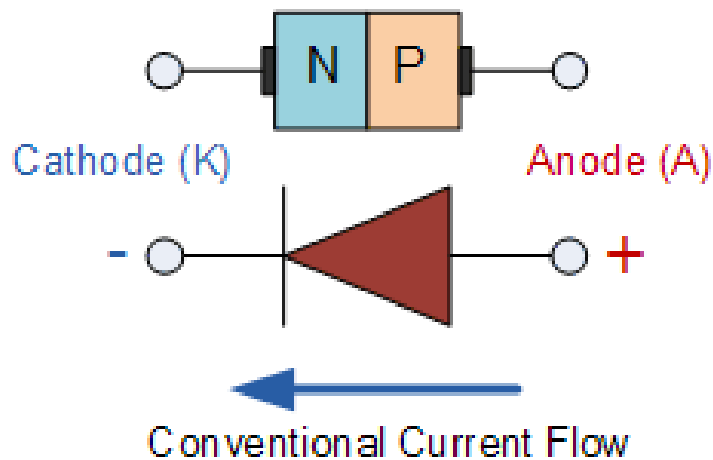 N P
Cathode (K) Anode (A)
- +
Conventional Current Flow